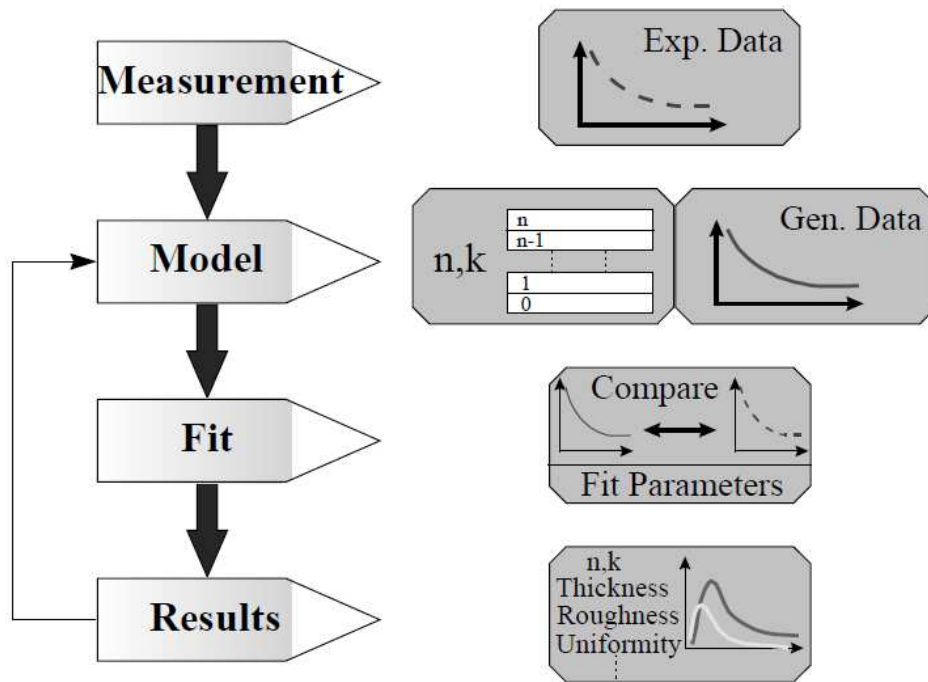 Measurement
Exp. Data
Model
n,k
n
n-1
1
0
Gen. Data
Fit
Compare
Fit Parameters
Results
n,k
Thickness
Roughness
Uniformity